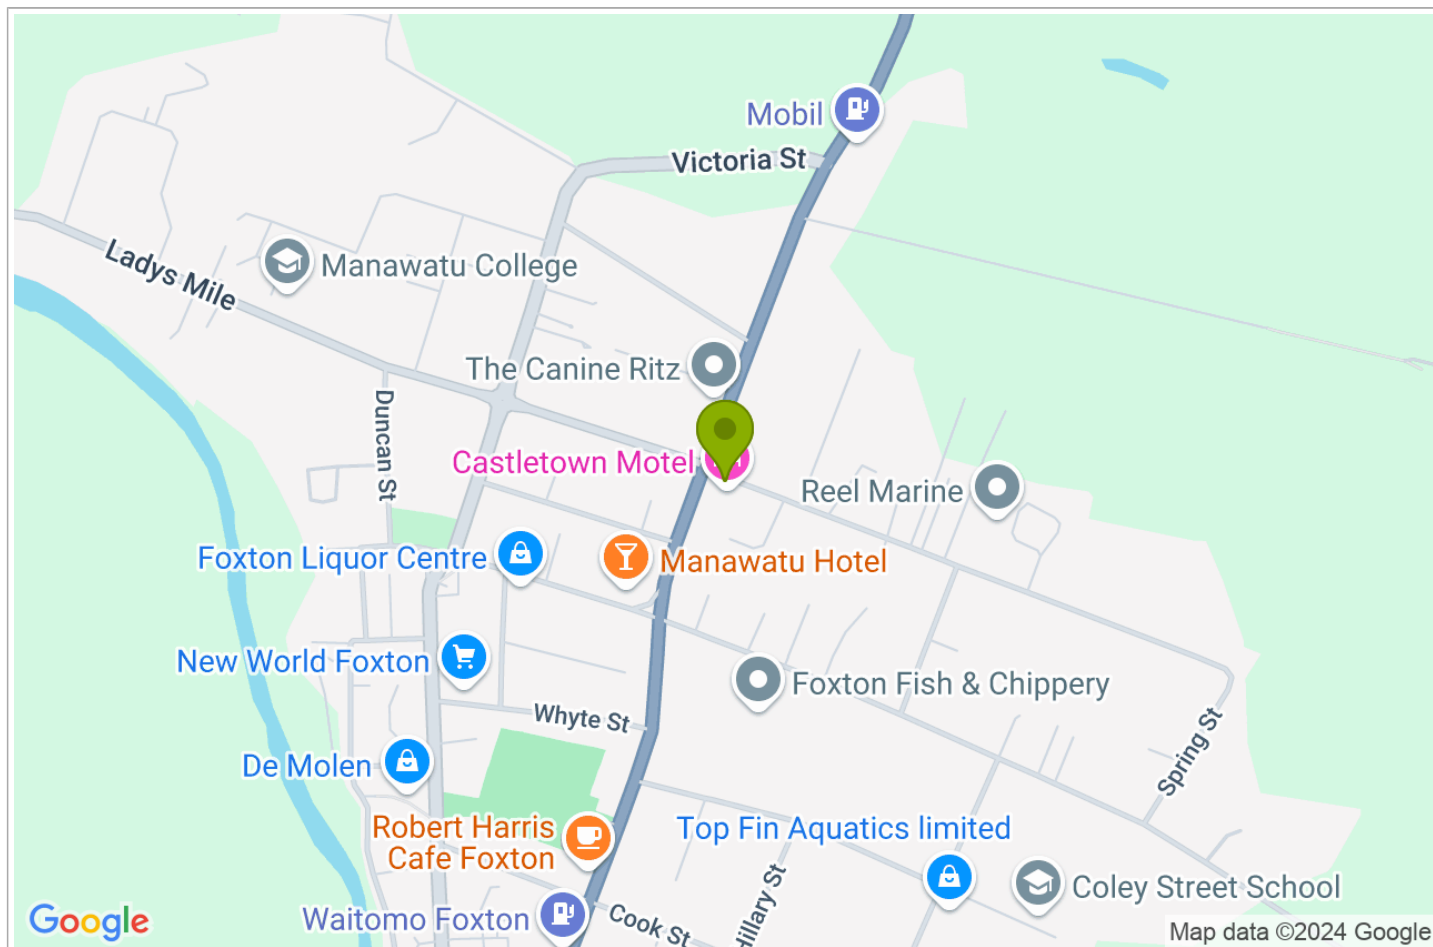 Mobil
Victoria St
Ladys Mile
Manawatu College
The Canine Ritz
Duncan St
Castletown Motel
Reel Marine
Foxton Liquor Centre
Manawatu Hotel
New World Foxton
Foxton Fish & Chippery
Whyte St
Spring St
De Molen
Robert Harris
Cafe Foxton
Top Fin Aquatics limited
Hillary St
Coley Street School
Waitomo Foxton
Cook St
Google
Map data ©2024 Google